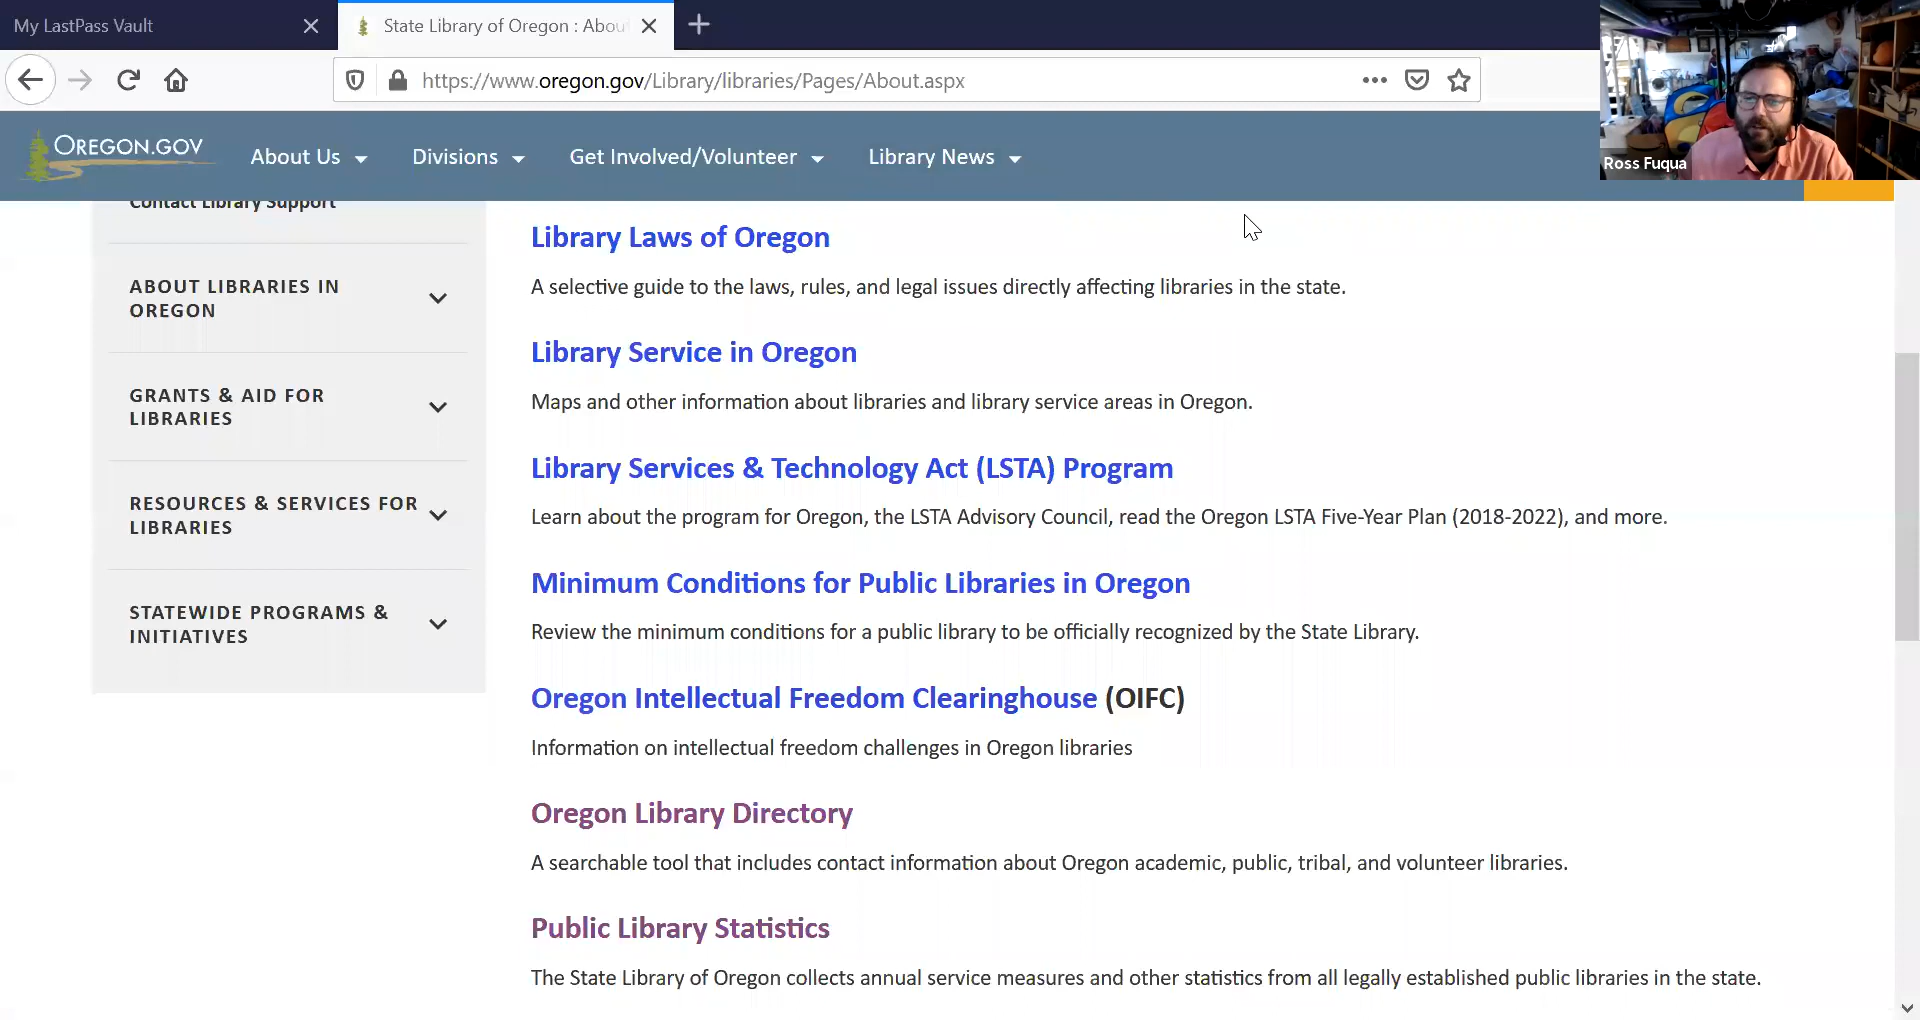 My LastPass Vault
State Library of Oregon : Abou
https://www.oregon.gov/Library/libraries/Pages/About.aspx
OREGON.GOV
About Us
Divisions
Get Involved/Volunteer
Library News
Ross Fuqua
Contact Library Support
ABOUT LIBRARIES IN
OREGON
GRANTS & AID FOR
LIBRARIES
RESOURCES & SERVICES FOR
LIBRARIES
STATEWIDE PROGRAMS &
INITIATIVES
Library Laws of Oregon
A selective guide to the laws, rules, and legal issues directly affecting libraries in the state.
Library Service in Oregon
Maps and other information about libraries and library service areas in Oregon.
Library Services & Technology Act (LSTA) Program
Learn about the program for Oregon, the LSTA Advisory Council, read the Oregon LSTA Five-Year Plan (2018-2022), and more.
Minimum Conditions for Public Libraries in Oregon
Review the minimum conditions for a public library to be officially recognized by the State Library.
Oregon Intellectual Freedom Clearinghouse (OIFC)
Information on intellectual freedom challenges in Oregon libraries
Oregon Library Directory
A searchable tool that includes contact information about Oregon academic, public, tribal, and volunteer libraries.
Public Library Statistics
The State Library of Oregon collects annual service measures and other statistics from all legally established public libraries in the state.